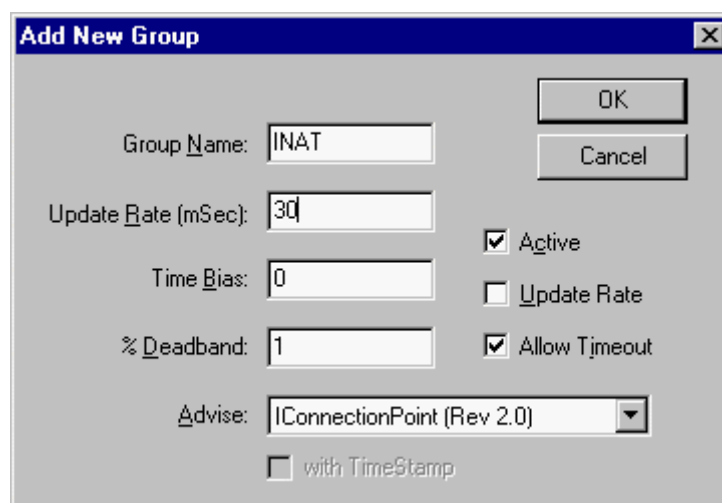 Add New Group
OK
Group Name: INAT
Cancel
Update Rate (mSec): 30
Active
Time Bias: 0
Update Rate
% Deadband: 1
Allow Timeout
Advise: IConnectionPoint (Rev 2.0)
with TimeStamp